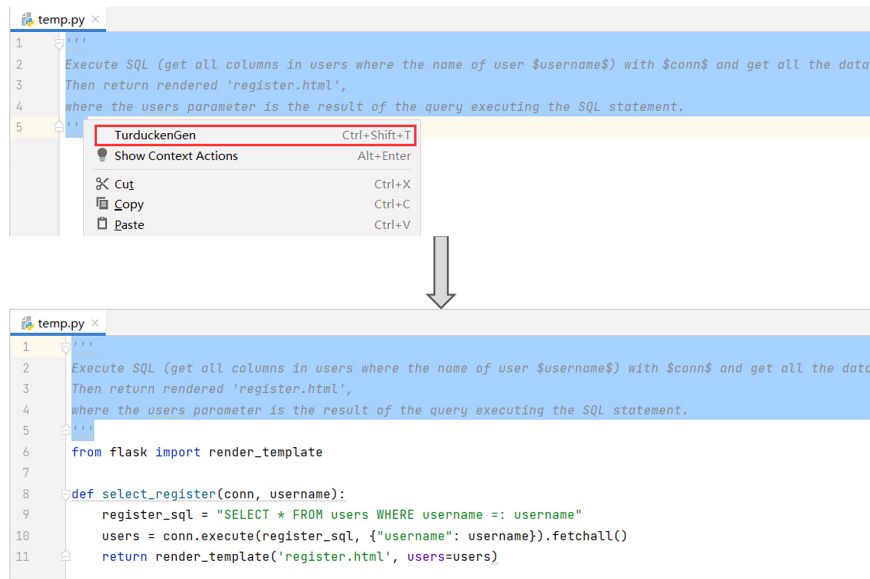 temp.py
1 '''
2 Execute SQL (get all columns in users where the name of user $username$) with $conn$ and get all the data
3 Then return rendered 'register.html',
4 where the users parameter is the result of the query executing the SQL statement.
5 '''
TurduckenGen Ctrl+Shift+T
Show Context Actions Alt+Enter
Cut Ctrl+X
Copy Ctrl+C
Paste Ctrl+V
temp.py
1 '''
2 Execute SQL (get all columns in users where the name of user $username$) with $conn$ and get all the data
3 Then return rendered 'register.html',
4 where the users parameter is the result of the query executing the SQL statement.
5 '''
6 from flask import render_template
7
8 def select_register(conn, username):
9 register_sql = "SELECT * FROM users WHERE username =: username"
10 users = conn.execute(register_sql, {"username": username}).fetchall()
11 return render_template('register.html', users=users)